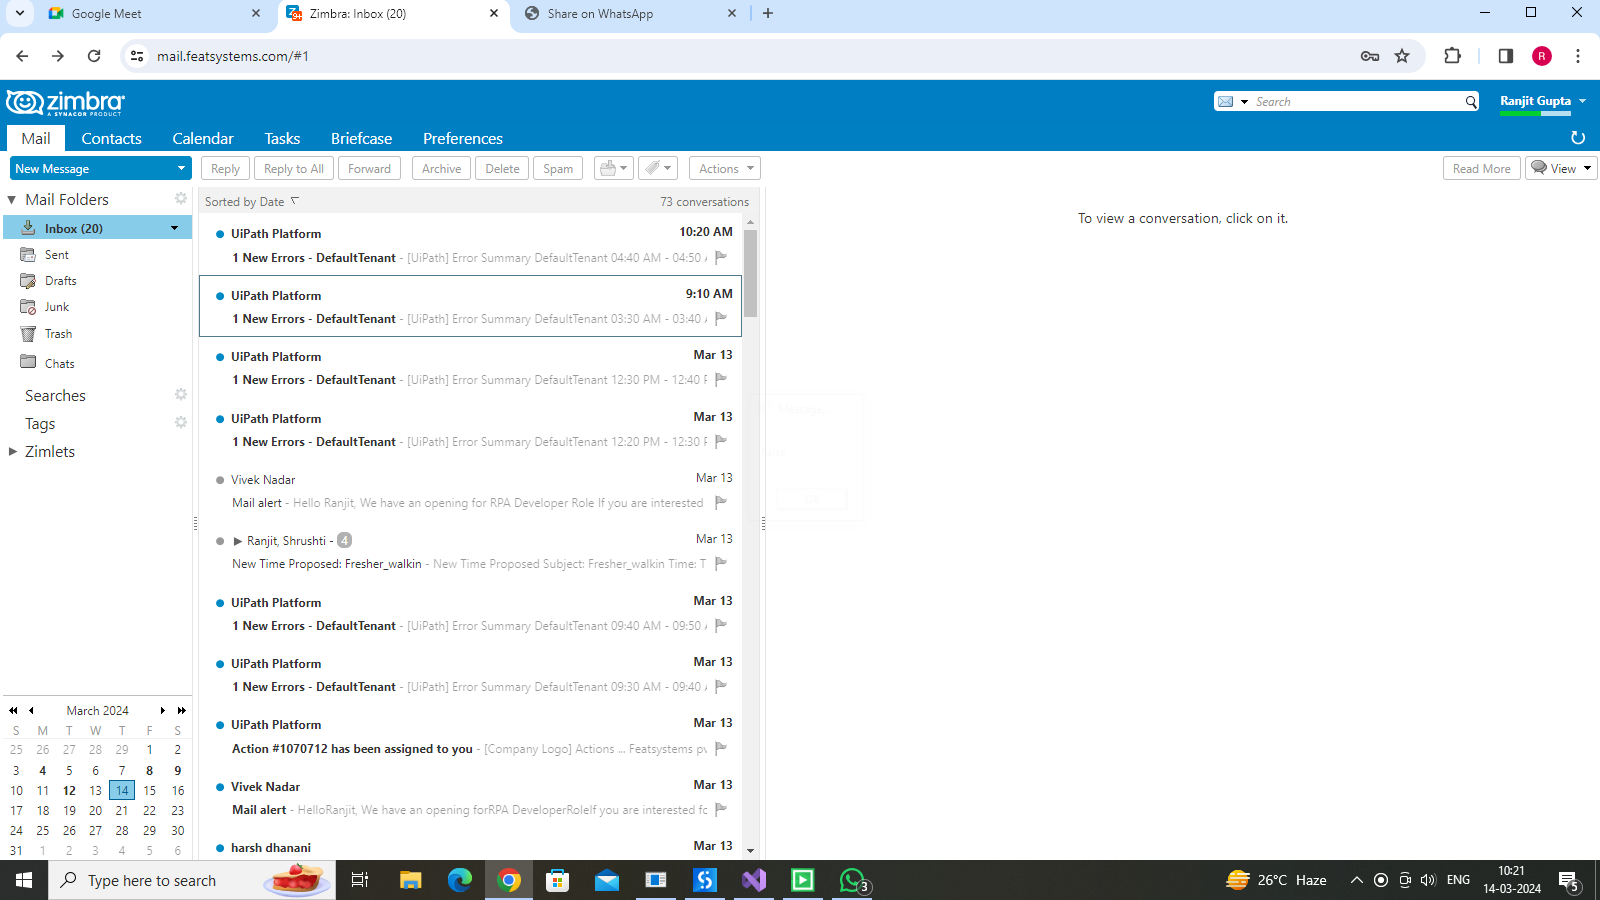 Google Meet
Zimbra: Inbox (20)
Share on WhatsApp
mail.featsystems.com/#1
R
zimbra
A SYNACOR PRODUCT
Search
Ranjit Gupta
Mail Contacts Calendar Tasks Briefcase Preferences
New Message
Reply Reply to All Forward Archive Delete Spam Actions Read More View
Mail Folders
Inbox (20)
Sent
Drafts
Junk
Trash
Chats
Searches
Tags
Zimlets
Sorted by Date 73 conversations
UiPath Platform 10:20 AM
1 New Errors - DefaultTenant - [UiPath] Error Summary DefaultTenant 04:40 AM - 04:50
UiPath Platform 9:10 AM
1 New Errors - DefaultTenant - [UiPath] Error Summary DefaultTenant 03:30 AM - 03:40
UiPath Platform Mar 13
1 New Errors - DefaultTenant - [UiPath] Error Summary DefaultTenant 12:30 PM - 12:40
UiPath Platform Mar 13
1 New Errors - DefaultTenant - [UiPath] Error Summary DefaultTenant 12:20 PM - 12:30
Vivek Nadar Mar 13
Mail alert - Hello Ranjit, We have an opening for RPA Developer Role If you are interested
Ranjit, Shrushti - 4 Mar 13
New Time Proposed: Fresher_walkin - New Time Proposed Subject: Fresher_walkin Time: T
UiPath Platform Mar 13
1 New Errors - DefaultTenant - [UiPath] Error Summary DefaultTenant 09:40 AM - 09:50
UiPath Platform Mar 13
1 New Errors - DefaultTenant - [UiPath] Error Summary DefaultTenant 09:30 AM - 09:40
UiPath Platform Mar 13
Action #1070712 has been assigned to you - [Company Logo] Actions ... Featsystems pv
Vivek Nadar Mar 13
Mail alert - HelloRanjit, We have an opening forRPA DeveloperRoleIf you are interested fo
harsh dhanani Mar 13
To view a conversation, click on it.
March 2024
S M T W T F S
25 26 27 28 29 1 2
3 4 5 6 7 8 9
10 11 12 13 14 15 16
17 18 19 20 21 22 23
24 25 26 27 28 29 30
31 1 2 3 4 5 6
Type here to search
3
26°C Haze
ENG
10:21
14-03-2024
5